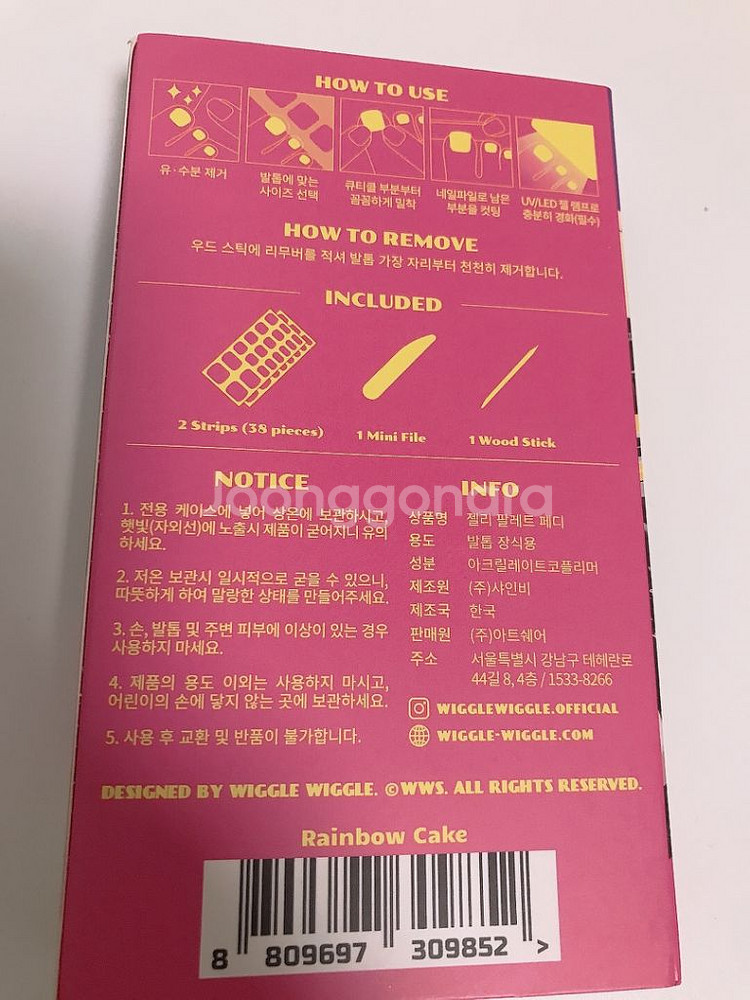 HOW TO USE
유·수분 제거
발톱에 맞는
사이즈 선택
큐티클 부분부터
꼼꼼하게 밀착
네일파일로 남은
부분을 컷팅
UV/LED 젤 램프로
충분히 경화(필수)
HOW TO REMOVE
우드 스틱에 리무버를 적셔 발톱 가장 자리부터 천천히 제거합니다.
INCLUDED
2 Strips (38 pieces)
1 Mini File
1 Wood Stick
NOTICE
1. 전용 케이스에 넣어 상온에 보관하시고,
햇빛(자외선)에 노출시 제품이 굳어지니 유의
하세요.
2. 저온 보관시 일시적으로 굳을 수 있으니,
따뜻하게 하여 말랑한 상태를 만들어주세요.
3. 손, 발톱 및 주변 피부에 이상이 있는 경우
사용하지 마세요.
4. 제품의 용도 이외는 사용하지 마시고,
어린이의 손에 닿지 않는 곳에 보관하세요.
5. 사용 후 교환 및 반품이 불가합니다.
INFO
상품명 젤리 팔레트 페디
용도 발톱 장식용
성분 아크릴레이트코폴리머
제조원 (주)샤인비
제조국 한국
판매원 (주)아트쉐어
주소 서울특별시 강남구 테헤란로
44길 8, 4층 / 1533-8266
WIGGLEWIGGLE.OFFICIAL
WIGGLE-WIGGLE.COM
Joonggonara
DESIGNED BY WIGGLE WIGGLE. ©WWS. ALL RIGHTS RESERVED.
Rainbow Cake
8 809697 309852 >